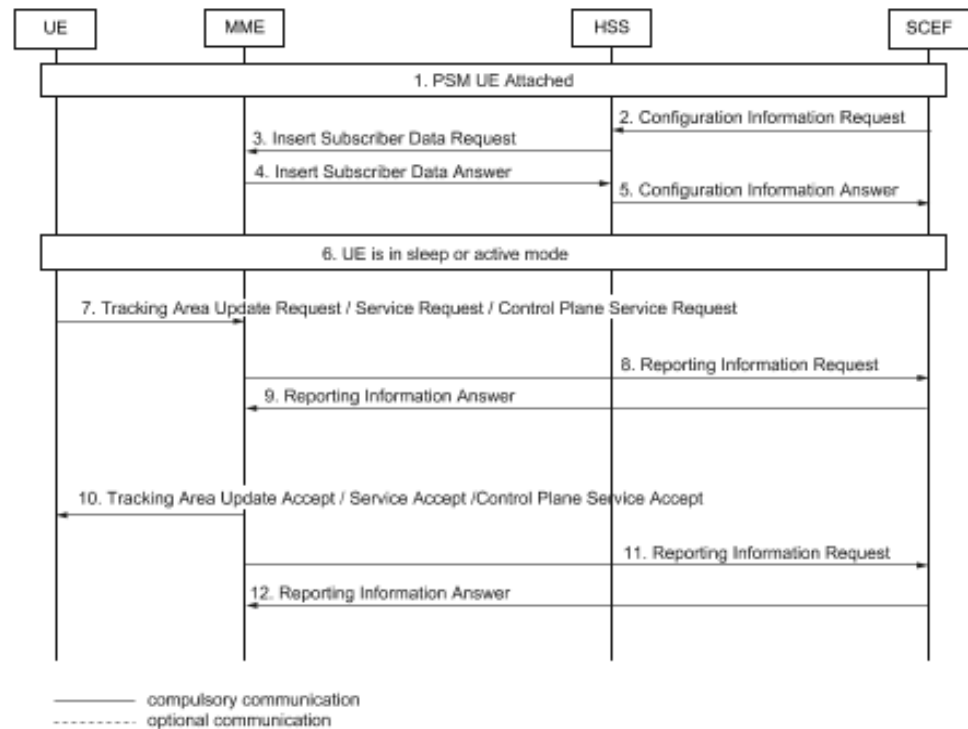 UE
MME
HSS
SCEF
1. PSM UE Attached
2. Configuration Information Request
3. Insert Subscriber Data Request
4. Insert Subscriber Data Answer
5. Configuration Information Answer
6. UE is in sleep or active mode
7. Tracking Area Update Request / Service Request / Control Plane Service Request
8. Reporting Information Request
9. Reporting Information Answer
10. Tracking Area Update Accept / Service Accept /Control Plane Service Accept
11. Reporting Information Request
12. Reporting Information Answer
compulsory communication
optional communication